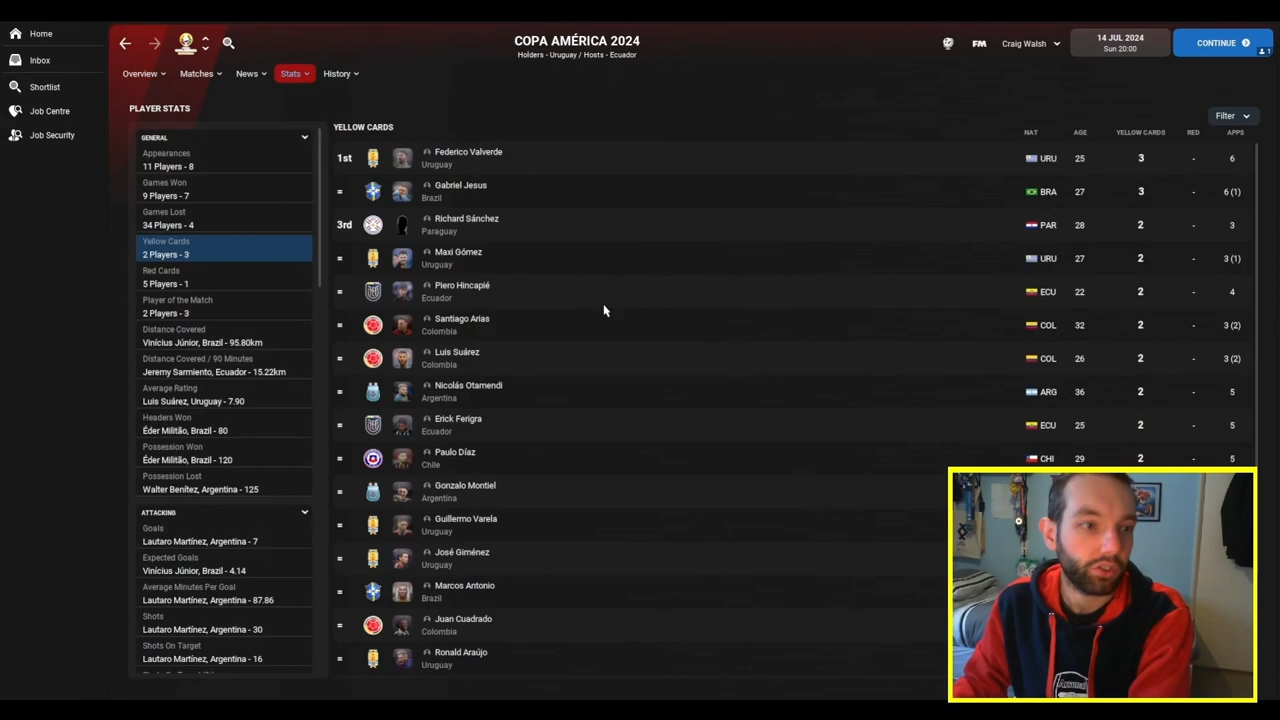 Home
Inbox
Shortlist
Job Centre
Job Security
COPA AMÉRICA 2024
Holders - Uruguay / Hosts - Ecuador
FM
Craig Walsh
14 JUL 2024
Sun 20:00
CONTINUE
1
Overview
Matches
News
Stats
History
PLAYER STATS
GENERAL
Appearances
11 Players - 8
Games Won
9 Players - 7
Games Lost
34 Players - 4
Yellow Cards
2 Players - 3
Red Cards
5 Players - 1
Player of the Match
2 Players - 3
Distance Covered
Vinícius Júnior, Brazil - 95.80km
Distance Covered / 90 Minutes
Jeremy Sarmiento, Ecuador - 15.22km
Average Rating
Luis Suárez, Uruguay - 7.90
Headers Won
Éder Militão, Brazil - 80
Possession Won
Éder Militão, Brazil - 120
Possession Lost
Walter Benítez, Argentina - 125
ATTACKING
Goals
Lautaro Martínez, Argentina - 7
Expected Goals
Vinícius Júnior, Brazil - 4.14
Average Minutes Per Goal
Lautaro Martínez, Argentina - 87.86
Shots
Lautaro Martínez, Argentina - 30
Shots On Target
Lautaro Martínez, Argentina - 16
Filter
YELLOW CARDS NAT AGE YELLOW CARDS RED APPS
1st Federico Valverde URU 25 3 - 6
Uruguay
= Gabriel Jesus BRA 27 3 - 6 (1)
Brazil
3rd Richard Sánchez PAR 28 2 - 3
Paraguay
= Maxi Gómez URU 27 2 - 3 (1)
Uruguay
= Piero Hincapié ECU 22 2 - 4
Ecuador
= Santiago Arias COL 32 2 - 3 (2)
Colombia
= Luis Suárez COL 26 2 - 3 (2)
Colombia
= Nicolás Otamendi ARG 36 2 - 5
Argentina
= Erick Ferigra ECU 25 2 - 5
Ecuador
= Paulo Díaz CHI 29 2 - 5
Chile
= Gonzalo Montiel
Argentina
= Guillermo Varela
Uruguay
= José Giménez
Uruguay
= Marcos Antonio
Brazil
= Juan Cuadrado
Colombia
= Ronald Araújo
Uruguay